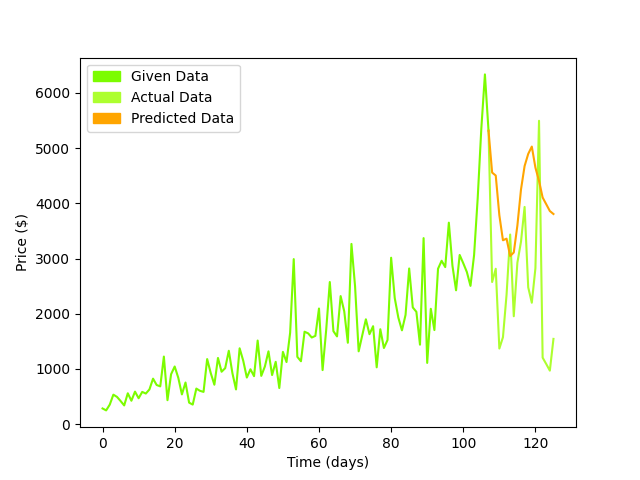 Given Data
Actual Data
Predicted Data
6000
5000
4000
3000
2000
1000
0
Price ($)
0 20 40 60 80 100 120
Time (days)